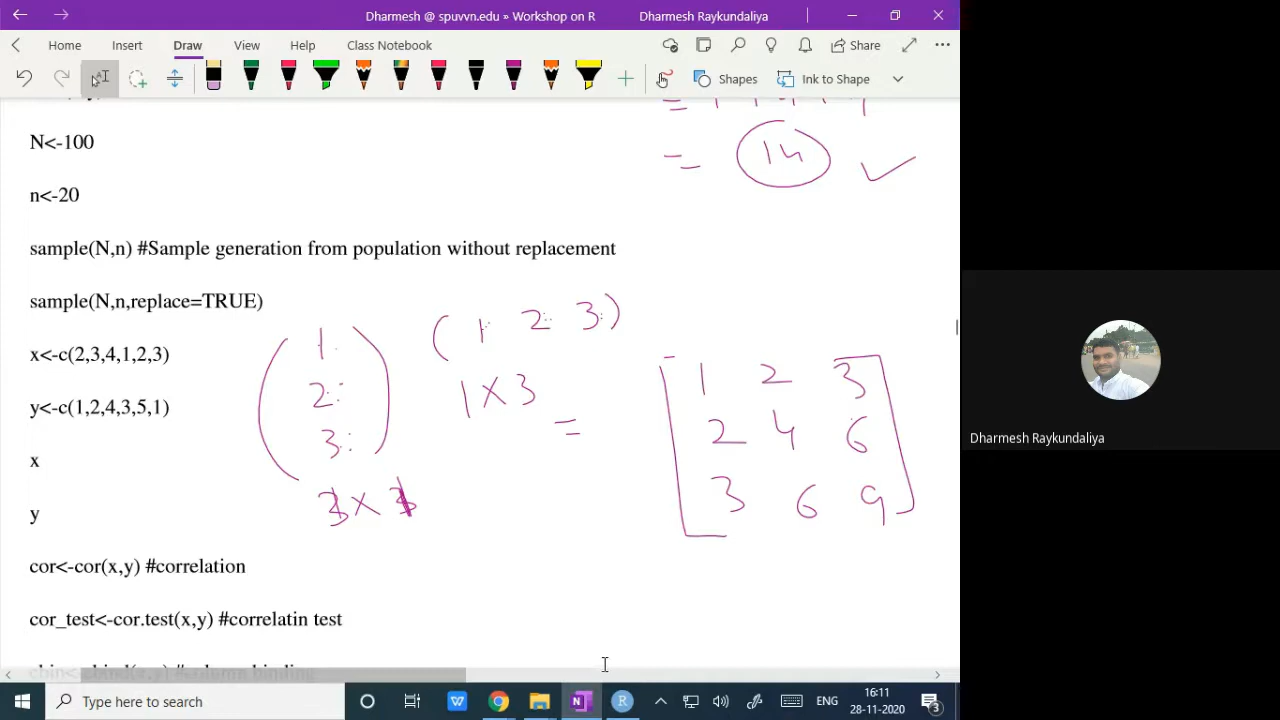 Dharmesh @ spuvvn.edu » Workshop on R
Dharmesh Raykundaliya
Home Insert Draw View Help Class Notebook
Share
Shapes
Ink to Shape
N<-100
= 14
n<-20
sample(N,n) #Sample generation from population without replacement
sample(N,n,replace=TRUE)
( 1 2 3 )
x<-c(2,3,4,1,2,3)
1
2
3
1 X 3
=
1 2 3
2 4 6
3 6 9
y<-c(1,2,4,3,5,1)
x
y
cor<-cor(x,y) #correlation
cor_test<-cor.test(x,y) #correlatin test
Dharmesh Raykundaliya
Type here to search
ENG
16:11
28-11-2020
3